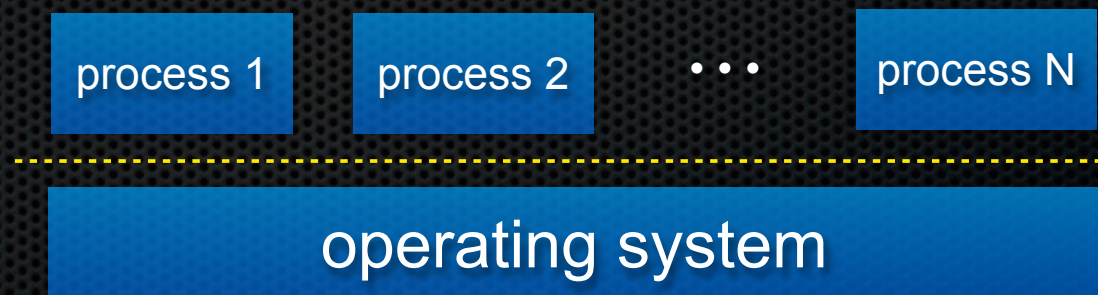 process 1 process 2 ... process N
operating system